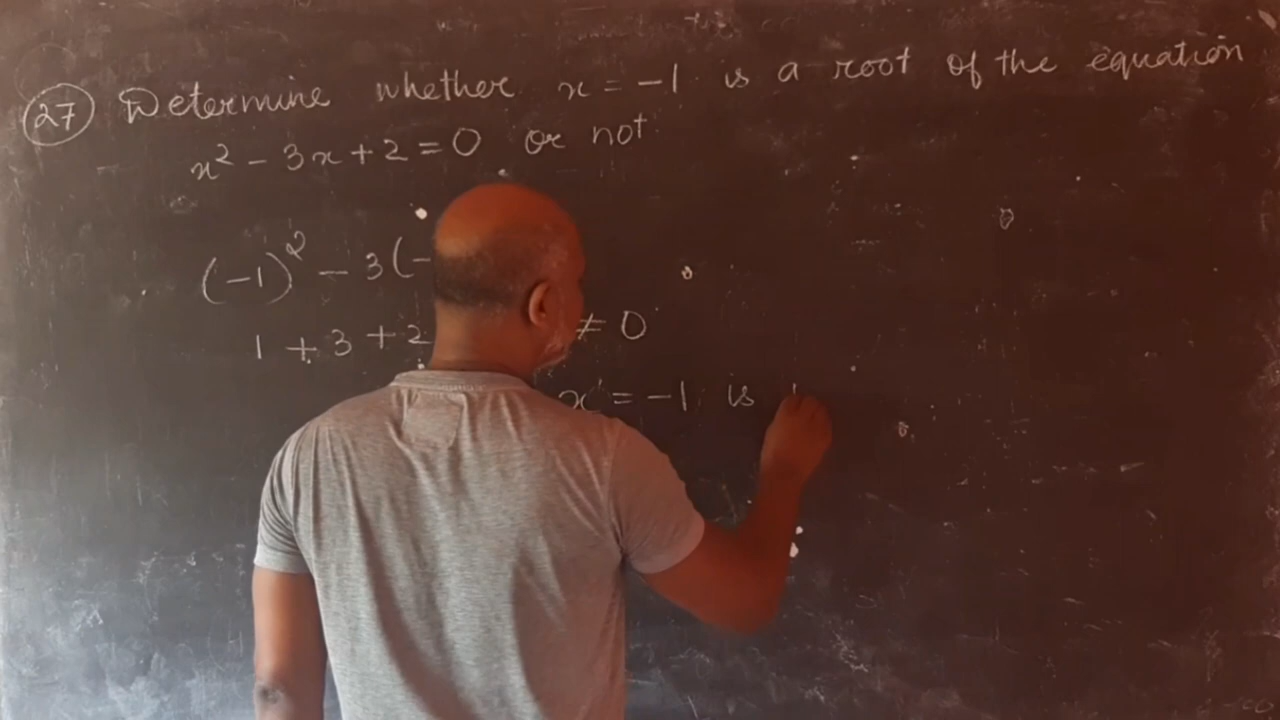 27 Determine whether x = -1 is a root of the equation
x² - 3x + 2 = 0 or not
(-1)² - 3(-
1 + 3 + 2 ≠ 0
x = -1 is